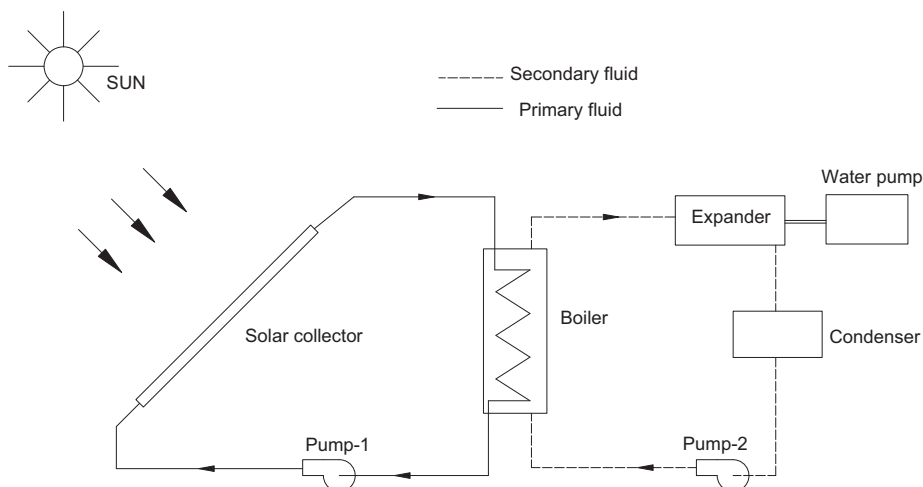 SUN
Secondary fluid
Primary fluid
Water pump
Expander
Solar collector
Boiler
Condenser
Pump-1
Pump-2